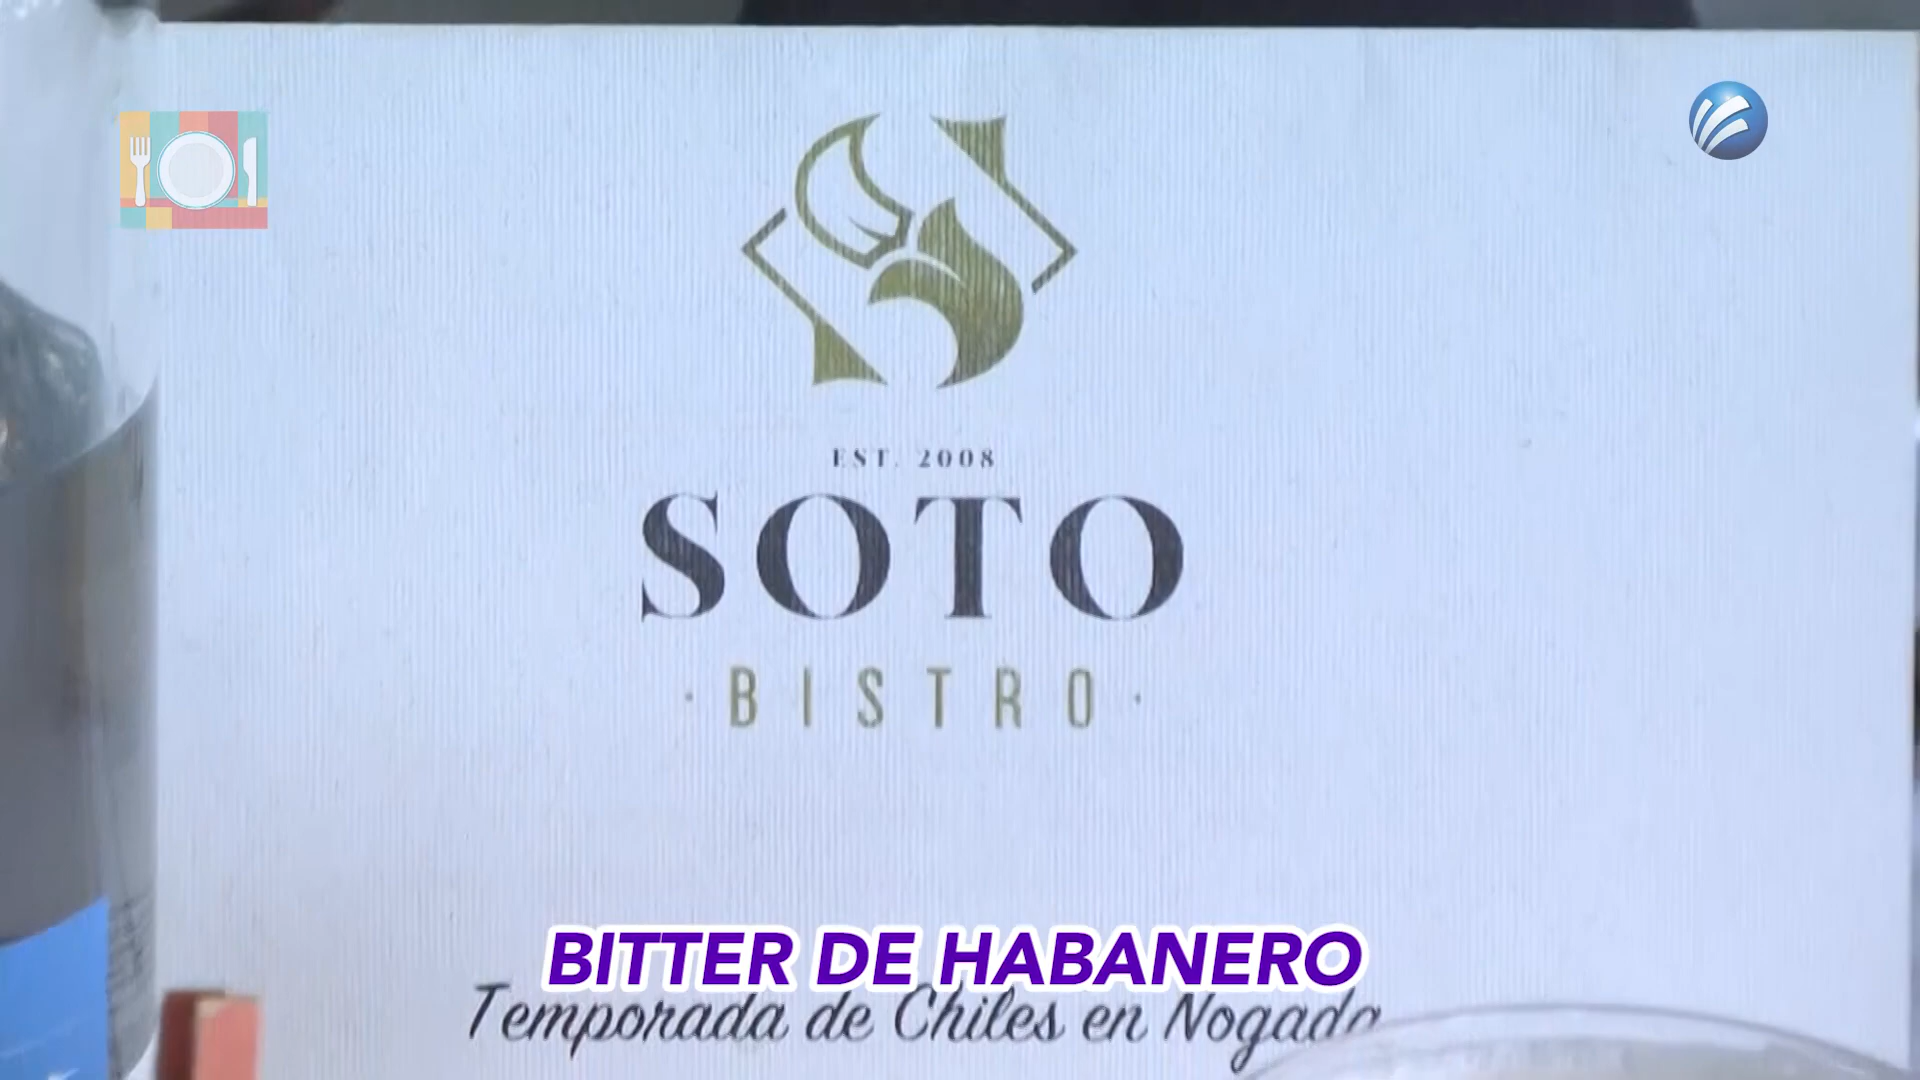 EST. 2008
SOTO
· BISTRO ·
BITTER DE HABANERO
Temporada de Chiles en Nogada